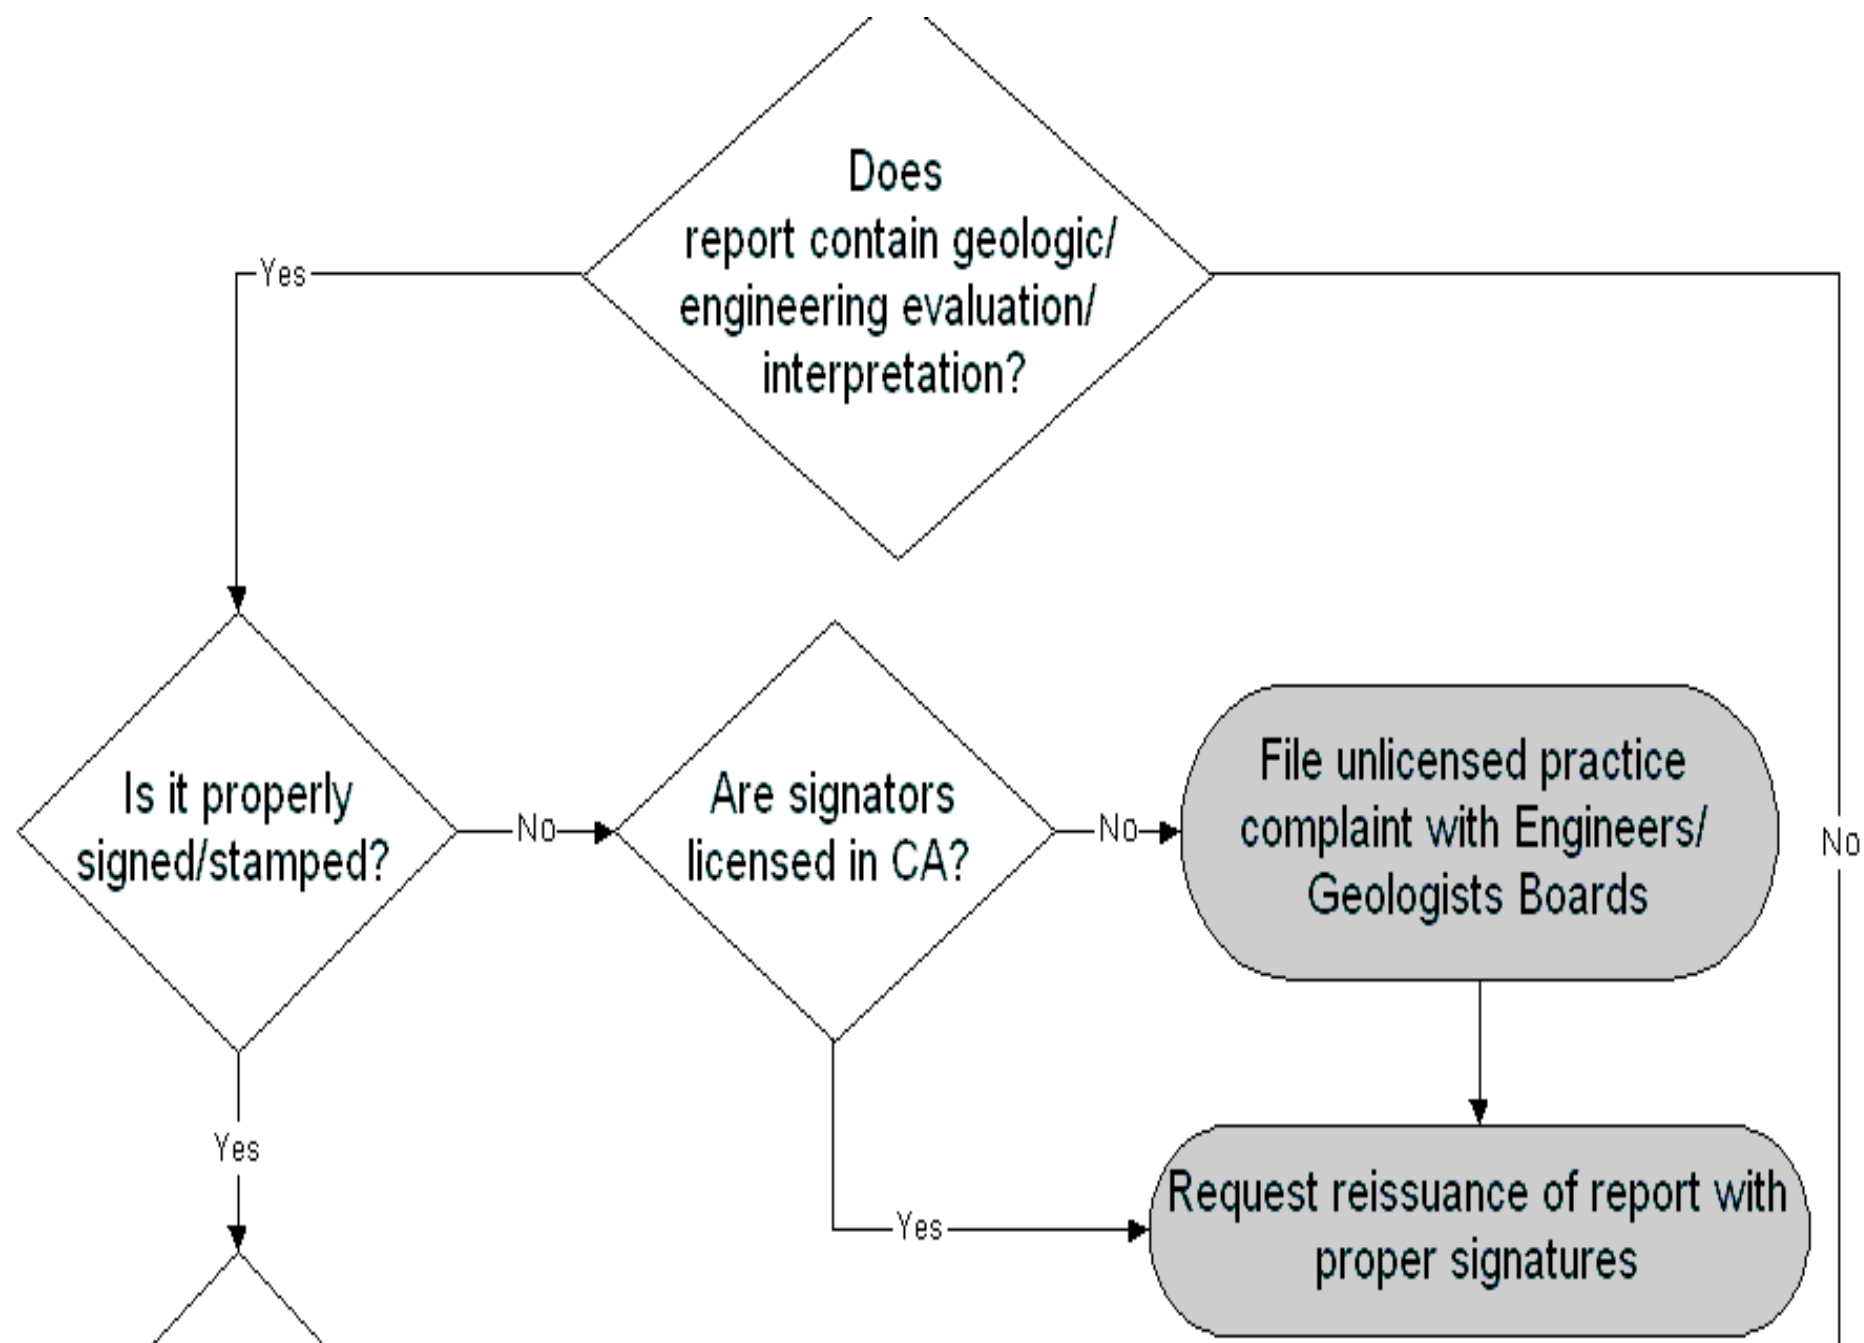 Does
report contain geologic/
engineering evaluation/
interpretation?
Yes
Is it properly
signed/stamped?
No
Are signators
licensed in CA?
No
File unlicensed practice
complaint with Engineers/
Geologists Boards
No
Yes
Yes
Request reissuance of report with
proper signatures